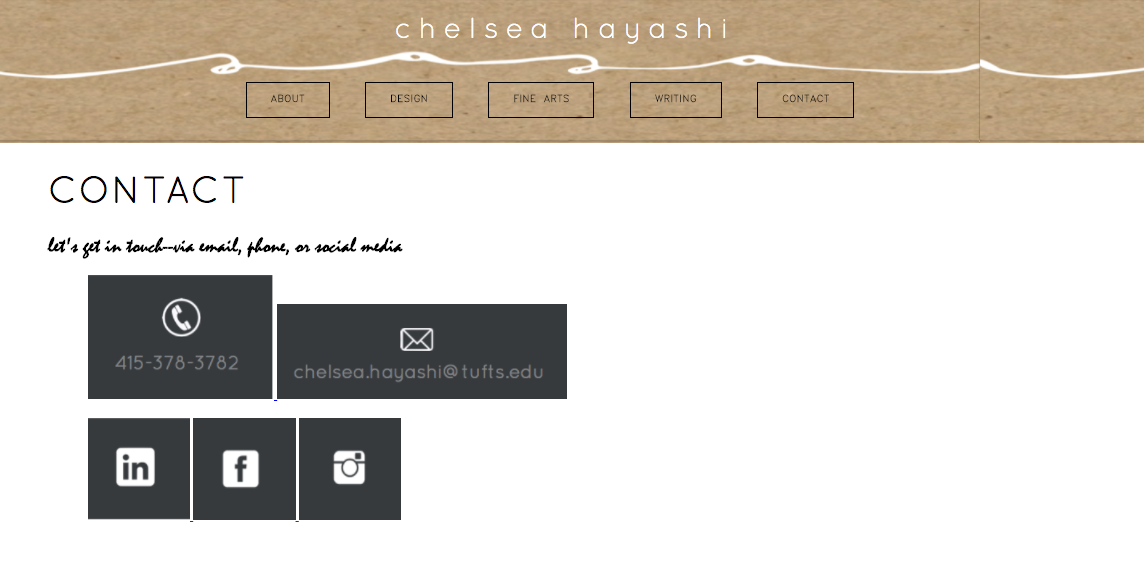 chelsea hayashi
ABOUT DESIGN FINE ARTS WRITING CONTACT
CONTACT
let's get in touch--via email, phone, or social media
415-378-3782
chelsea.hayashi@tufts.edu
in f